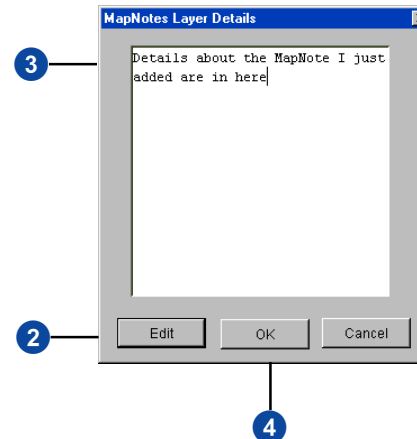 MapNotes Layer Details
3
Details about the MapNote I just
added are in here
2
Edit
OK
Cancel
4